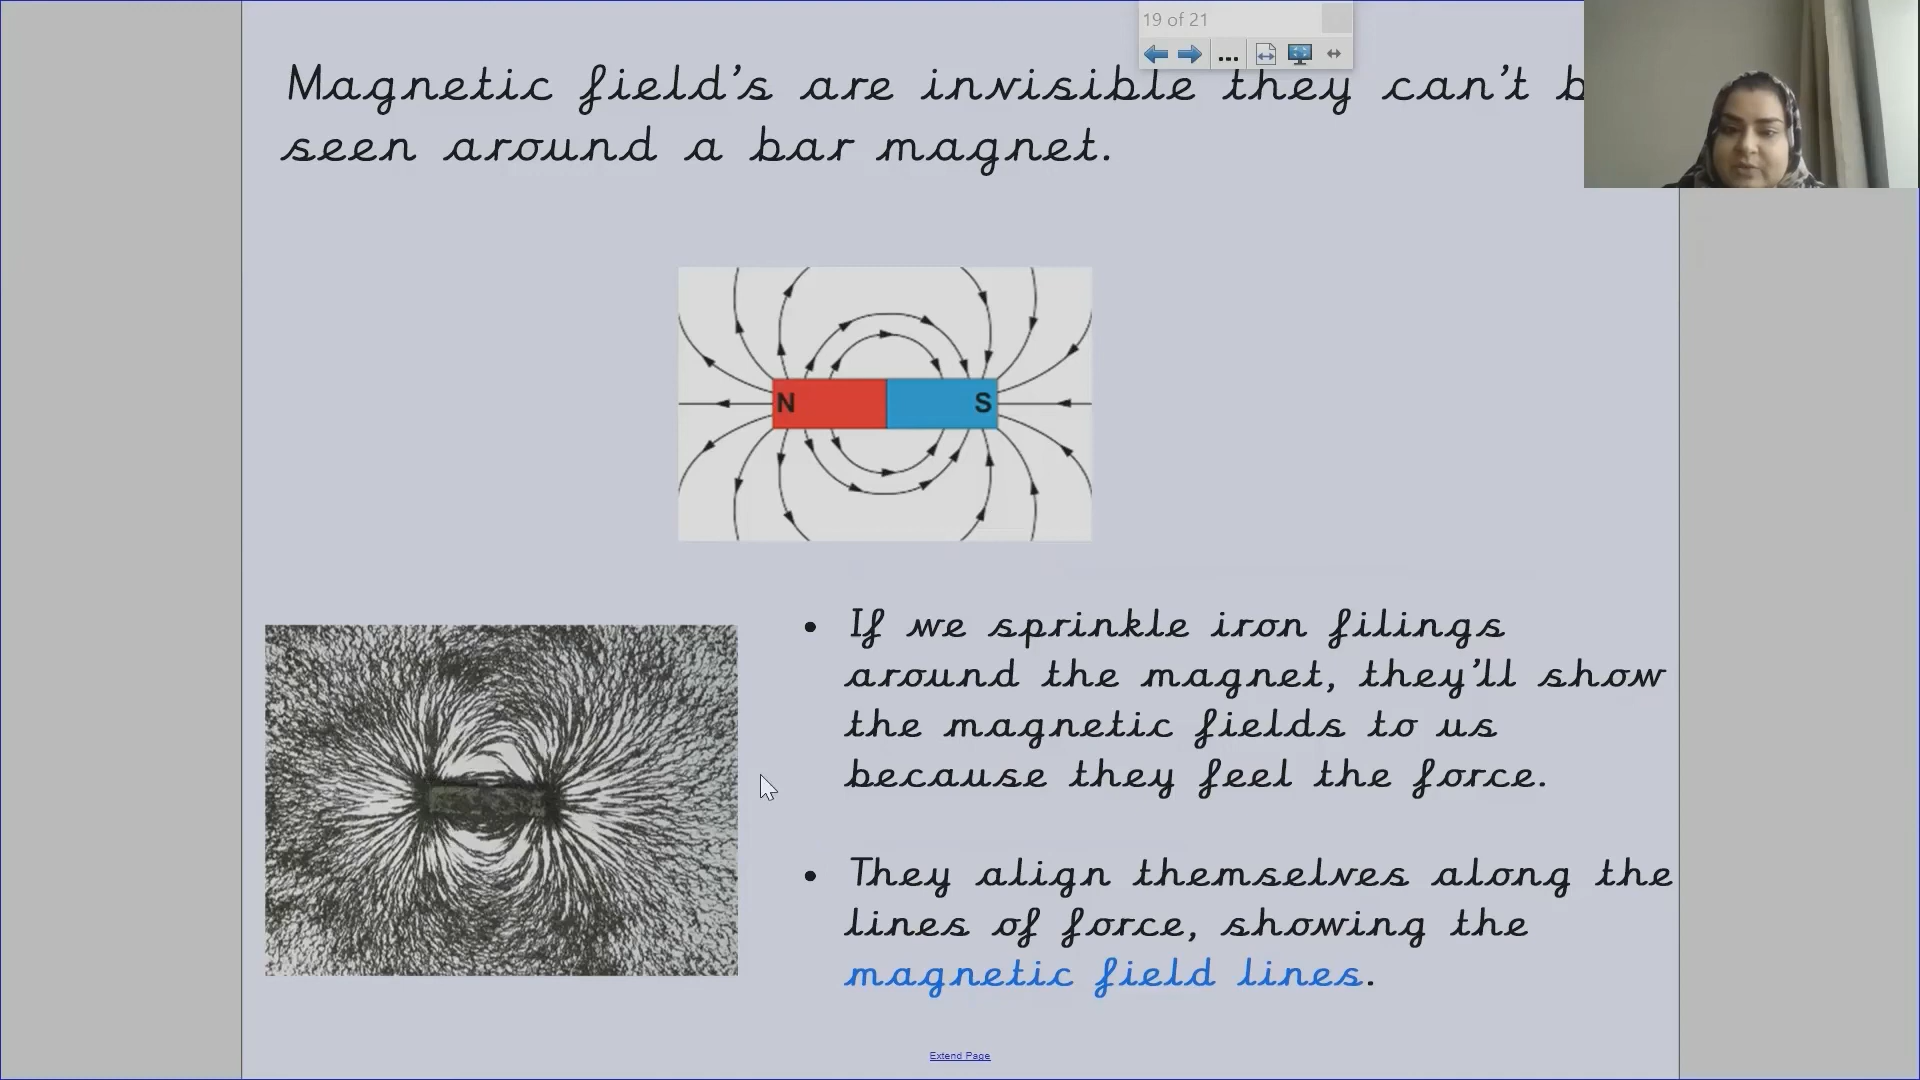 19 of 21
Magnetic field's are invisible they can't b
seen around a bar magnet.
N S
• If we sprinkle iron filings
around the magnet, they'll show
the magnetic fields to us
because they feel the force.
• They align themselves along the
lines of force, showing the
magnetic field lines.
Extend Page